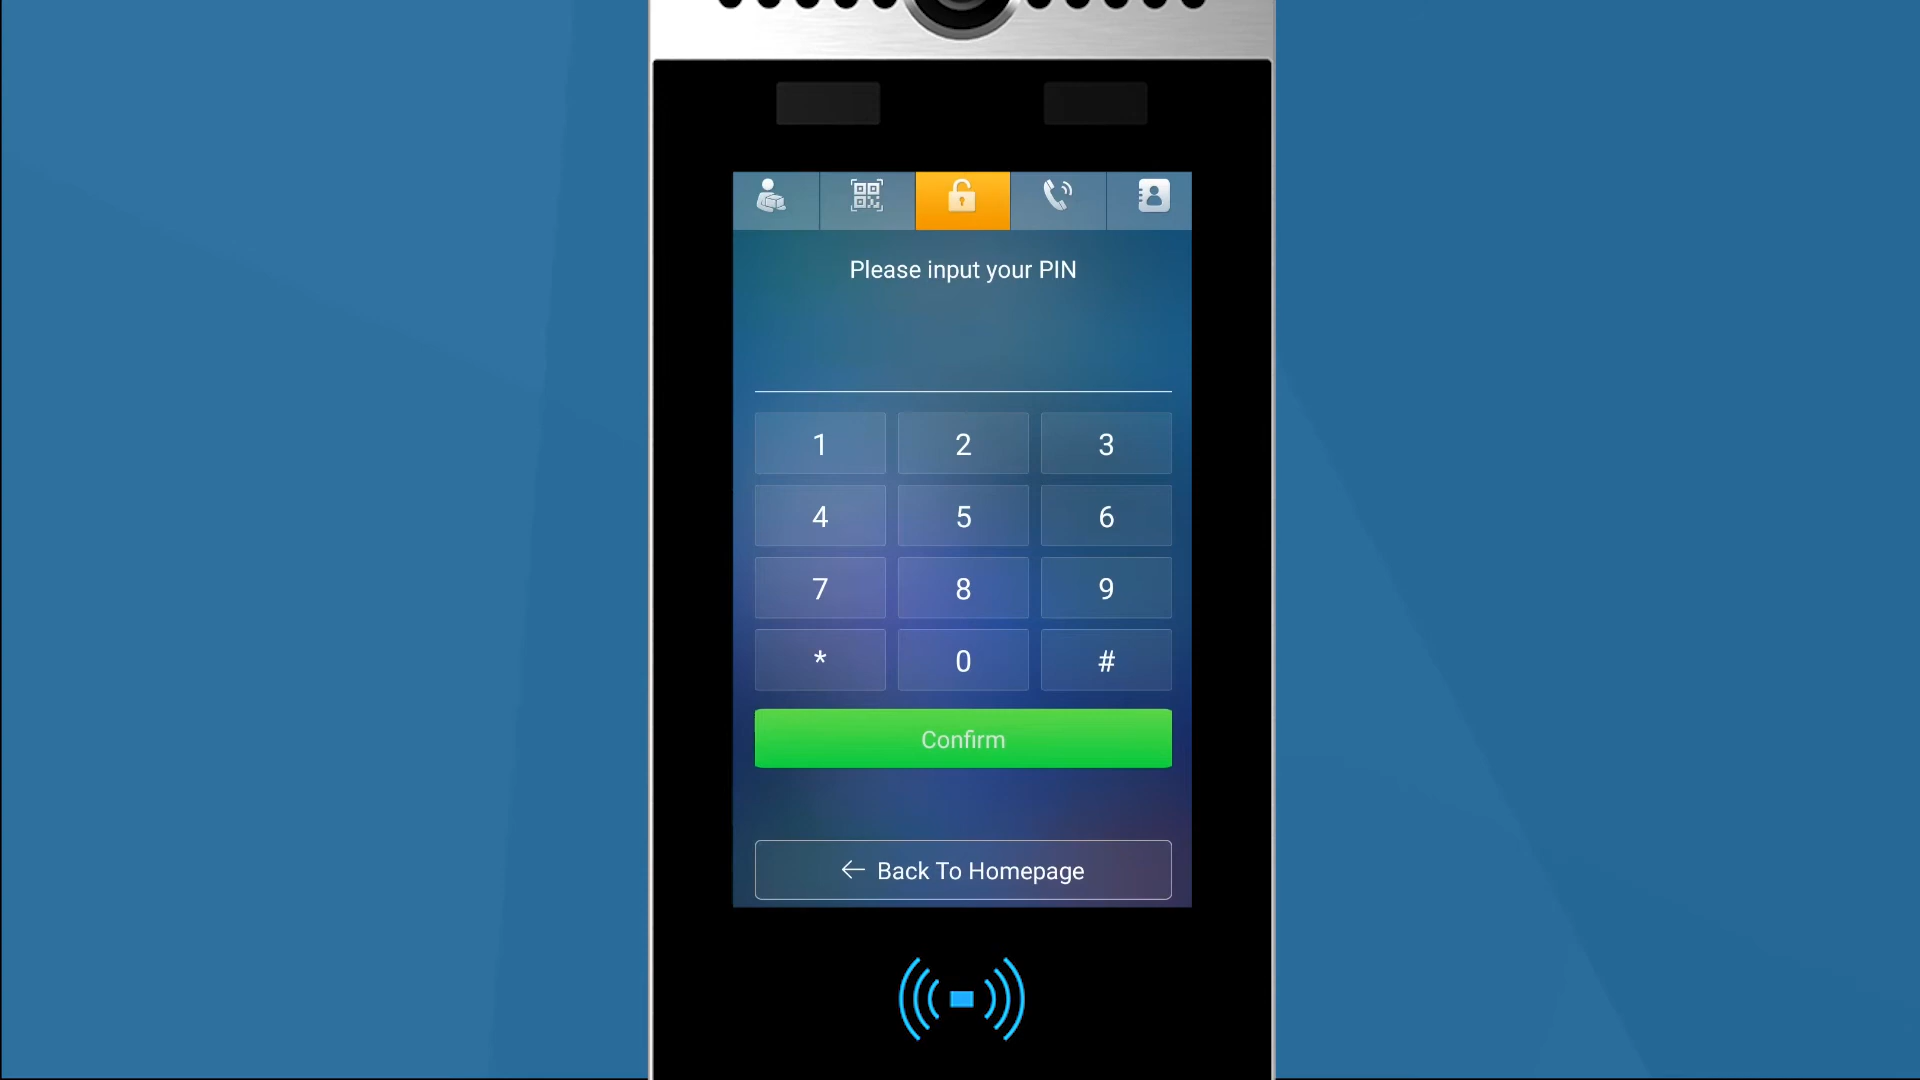 Please input your PIN
1 2 3
4 5 6
7 8 9
* 0 #
Confirm
← Back To Homepage